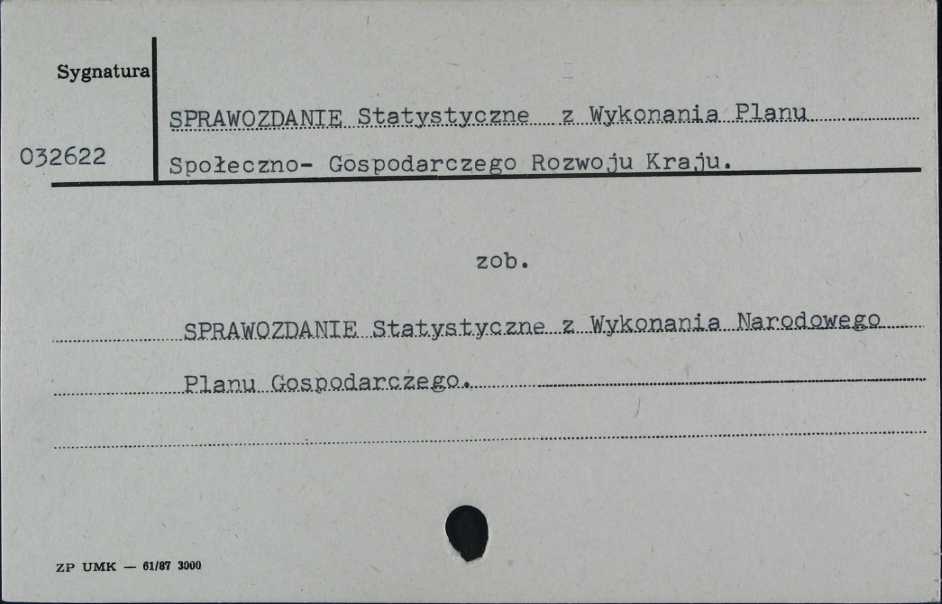 Sygnatura
SPRAWOZDANIE Statystyczne z Wykonania Planu
032622
Społeczno- Gospodarczego Rozwoju Kraju.
zob.
SPRAWOZDANIE Statystyczne z Wykonania Narodowego
Planu Gospodarczego.
ZP UMK — 61/87 3000